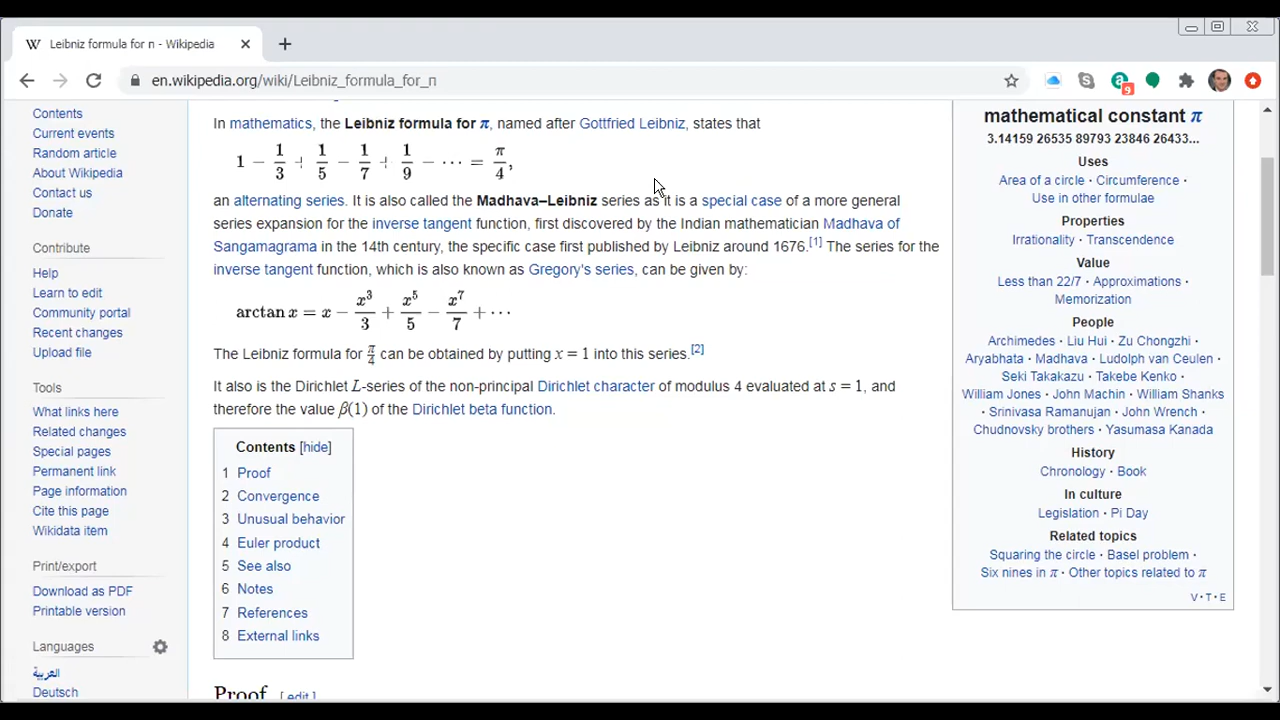 Leibniz formula for π - Wikipedia
en.wikipedia.org/wiki/Leibniz_formula_for_π
9
Contents
Current events
Random article
About Wikipedia
Contact us
Donate
Contribute
Help
Learn to edit
Community portal
Recent changes
Upload file
Tools
What links here
Related changes
Special pages
Permanent link
Page information
Cite this page
Wikidata item
Print/export
Download as PDF
Printable version
Languages
العربية
Deutsch
In mathematics, the Leibniz formula for π, named after Gottfried Leibniz, states that
1 − 1/3 + 1/5 − 1/7 + 1/9 − ⋯ = π/4,
an alternating series. It is also called the Madhava–Leibniz series as it is a special case of a more general
series expansion for the inverse tangent function, first discovered by the Indian mathematician Madhava of
Sangamagrama in the 14th century, the specific case first published by Leibniz around 1676.[1] The series for the
inverse tangent function, which is also known as Gregory's series, can be given by:
arctan x = x − x³/3 + x⁵/5 − x⁷/7 + ⋯
The Leibniz formula for π/4 can be obtained by putting x = 1 into this series.[2]
It also is the Dirichlet L-series of the non-principal Dirichlet character of modulus 4 evaluated at s = 1, and
therefore the value β(1) of the Dirichlet beta function.
Contents [hide]
1 Proof
2 Convergence
3 Unusual behavior
4 Euler product
5 See also
6 Notes
7 References
8 External links
Proof [ edit ]
mathematical constant π
3.14159 26535 89793 23846 26433...
Uses
Area of a circle · Circumference ·
Use in other formulae
Properties
Irrationality · Transcendence
Value
Less than 22/7 · Approximations ·
Memorization
People
Archimedes · Liu Hui · Zu Chongzhi ·
Aryabhata · Madhava · Ludolph van Ceulen ·
Seki Takakazu · Takebe Kenko ·
William Jones · John Machin · William Shanks
· Srinivasa Ramanujan · John Wrench ·
Chudnovsky brothers · Yasumasa Kanada
History
Chronology · Book
In culture
Legislation · Pi Day
Related topics
Squaring the circle · Basel problem ·
Six nines in π · Other topics related to π
V · T · E